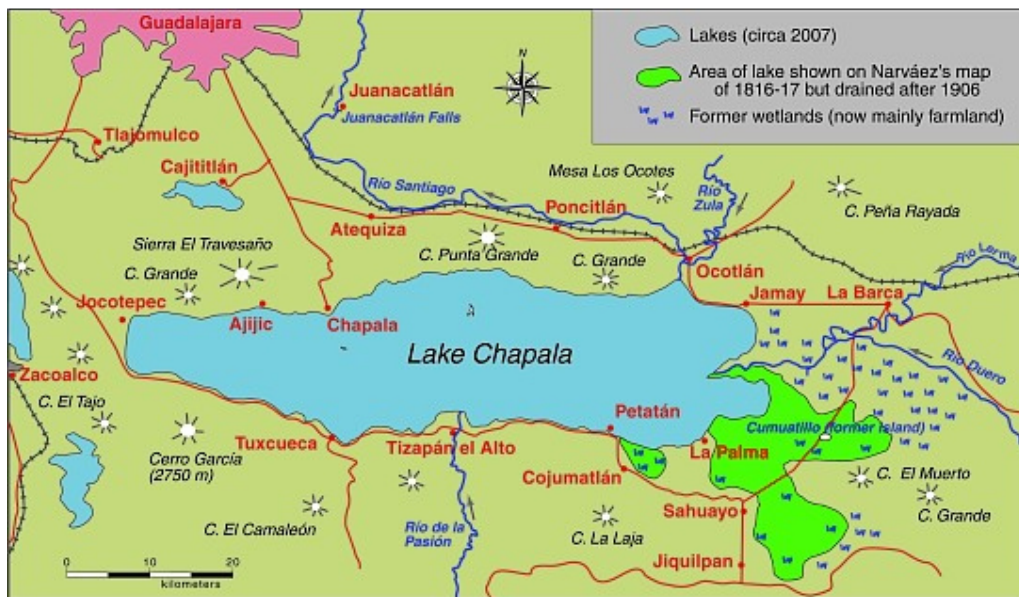 Guadalajara
N
Lakes (circa 2007)
Area of lake shown on Narváez's map
of 1816-17 but drained after 1906
Former wetlands (now mainly farmland)
Juanacatlán
Juanacatlán Falls
Tlajomulco
Cajititlán
Río Santiago
Mesa Los Ocotes
Río
Zula
C. Peña Rayada
Atequiza
Poncitlán
Sierra El Travesaño
C. Punta Grande
C. Grande
C. Grande
Ocotlán
Río Lerma
Jocotepec
Ajijic
Chapala
Jamay
La Barca
Lake Chapala
Zacoalco
Río Duero
C. El Tajo
Petatán
Cumuatillo (former island)
Tuxcueca
Tizapán el Alto
La Palma
Cerro García
(2750 m)
Cojumatlán
C. El Muerto
C. Grande
Sahuayo
C. El Camaleón
Río de la
Pasión
C. La Laja
Jiquilpan
0 10 20
kilometers